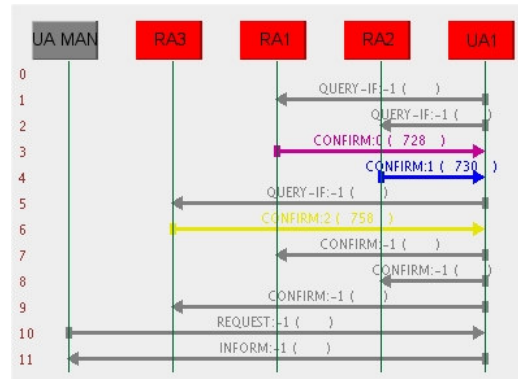 UA MAN RA3 RA1 RA2 UA1
0
1 QUERY-IF:-1 ( )
2 QUERY-IF:-1 ( )
3 CONFIRM:0 ( 728 )
4 CONFIRM:1 ( 730 )
5 QUERY-IF:-1 ( )
6 CONFIRM:2 ( 758 )
7 CONFIRM:-1 ( )
8 CONFIRM:-1 ( )
9 CONFIRM:-1 ( )
10 REQUEST:-1 ( )
11 INFORM:-1 ( )